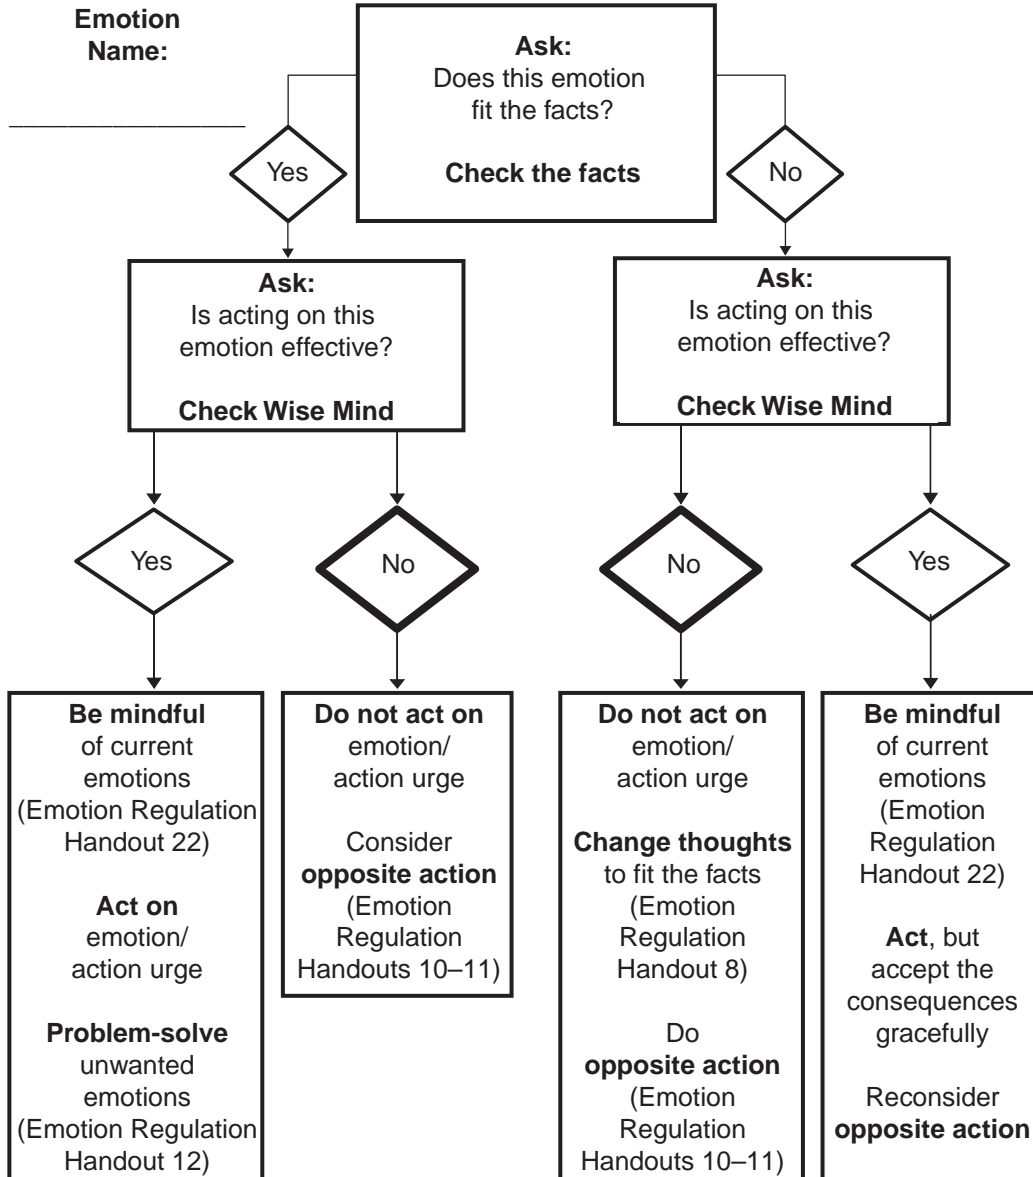 Emotion
Name:
Ask:
Does this emotion
fit the facts?
Check the facts
Yes
No
Ask:
Is acting on this
emotion effective?
Check Wise Mind
Ask:
Is acting on this
emotion effective?
Check Wise Mind
Yes
No
No
Yes
Be mindful
of current
emotions
(Emotion Regulation
Handout 22)
Act on
emotion/
action urge
Problem-solve
unwanted
emotions
(Emotion Regulation
Handout 12)
Do not act on
emotion/
action urge
Consider
opposite action
(Emotion
Regulation
Handouts 10–11)
Do not act on
emotion/
action urge
Change thoughts
to fit the facts
(Emotion
Regulation
Handout 8)
Do
opposite action
(Emotion
Regulation
Handouts 10–11)
Be mindful
of current
emotions
(Emotion
Regulation
Handout 22)
Act, but
accept the
consequences
gracefully
Reconsider
opposite action